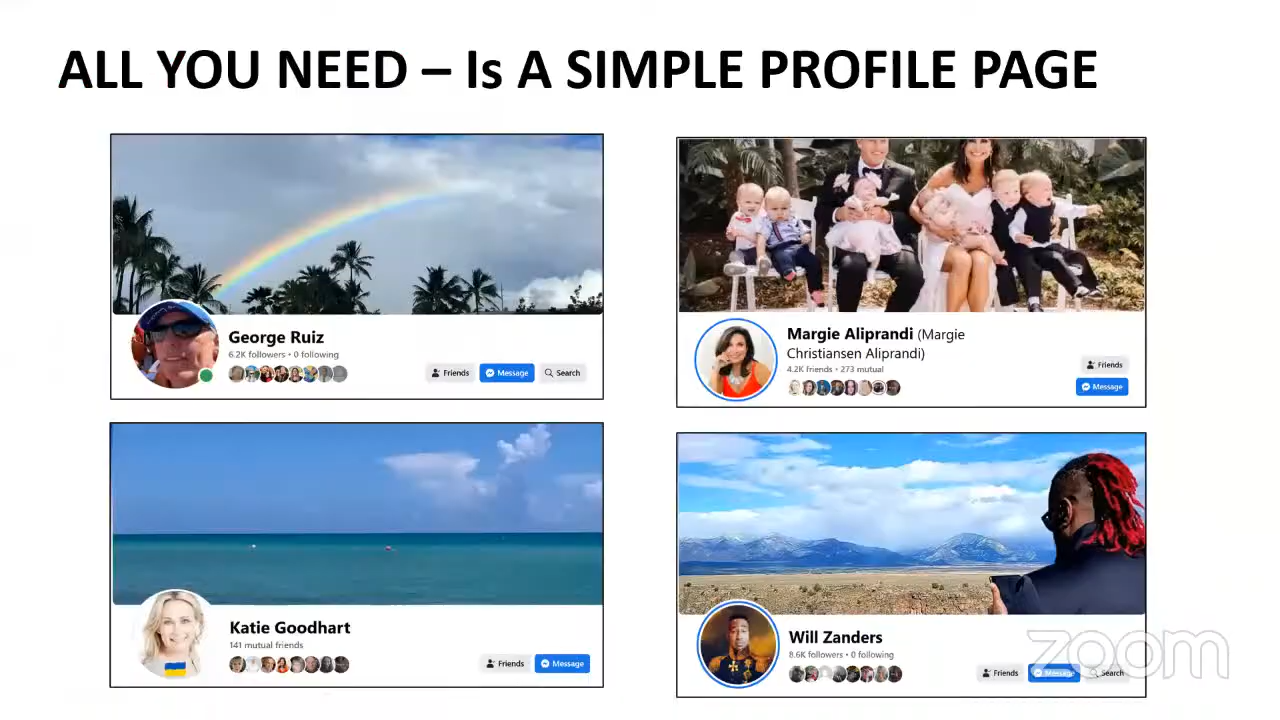 ALL YOU NEED – Is A SIMPLE PROFILE PAGE
George Ruiz
6.2K followers • 0 following
Friends
Message
Search
Margie Aliprandi (Margie
Christiansen Aliprandi)
4.2K friends • 273 mutual
Friends
Message
Katie Goodhart
141 mutual friends
Friends
Message
Will Zanders
8.6K followers • 0 following
Friends
Message
Search
zoom